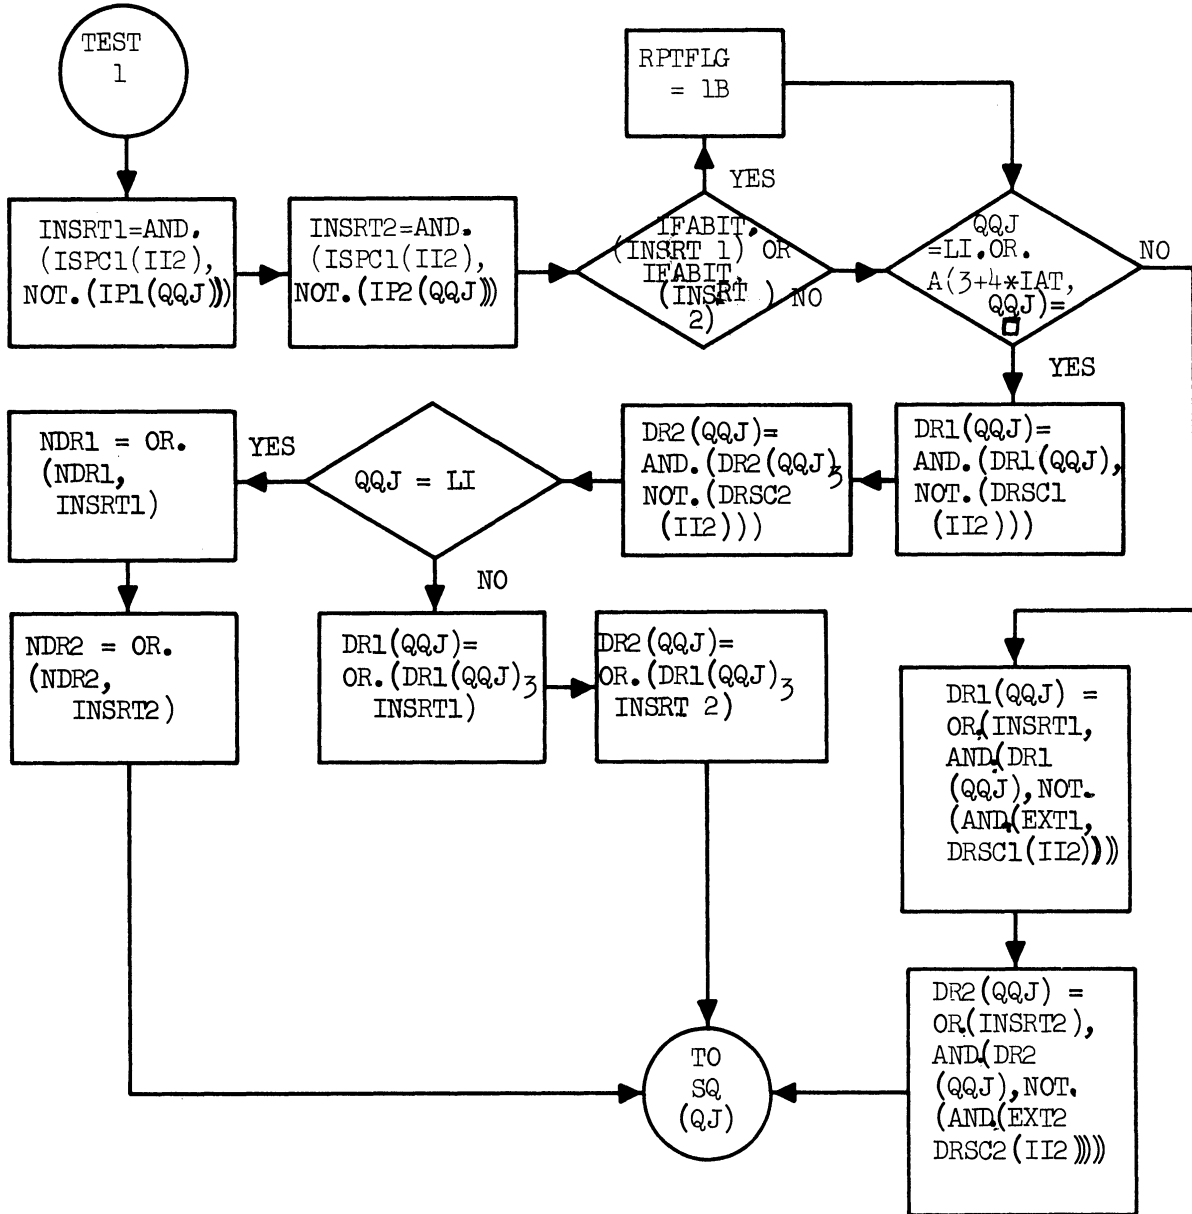 TEST
1
INSRT1=AND.
(ISPC1(II2),
NOT.(IP1(QQJ)))
INSRT2=AND.
(ISPC1(II2),
NOT.(IP2(QQJ)))
RPTFLG
= 1B
YES
IFABIT.
(INSRT 1) OR
IFABIT.
(INSRT )
2)
NO
QQJ
=LI.OR.
A(3+4*IAT,
QQJ)=
□
NO
YES
DR1(QQJ)=
AND.(DR1(QQJ),
NOT.(DRSC1
(II2)))
DR2(QQJ)=
AND.(DR2(QQJ),
NOT.(DRSC2
(II2)))
QQJ = LI
YES
NO
NDR1 = OR.
(NDR1,
INSRT1)
NDR2 = OR.
(NDR2,
INSRT2)
DR1(QQJ)=
OR.(DR1(QQJ),
INSRT1)
DR2(QQJ)=
OR.(DR1(QQJ),
INSRT 2)
DR1(QQJ) =
OR.(INSRT1,
AND.(DR1
(QQJ),NOT.
(AND.(EXT1,
DRSC1(II2))))
DR2(QQJ) =
OR.(INSRT2),
AND.(DR2
(QQJ),NOT.
(AND.(EXT2
DRSC2(II2))))
TO
SQ
(QJ)